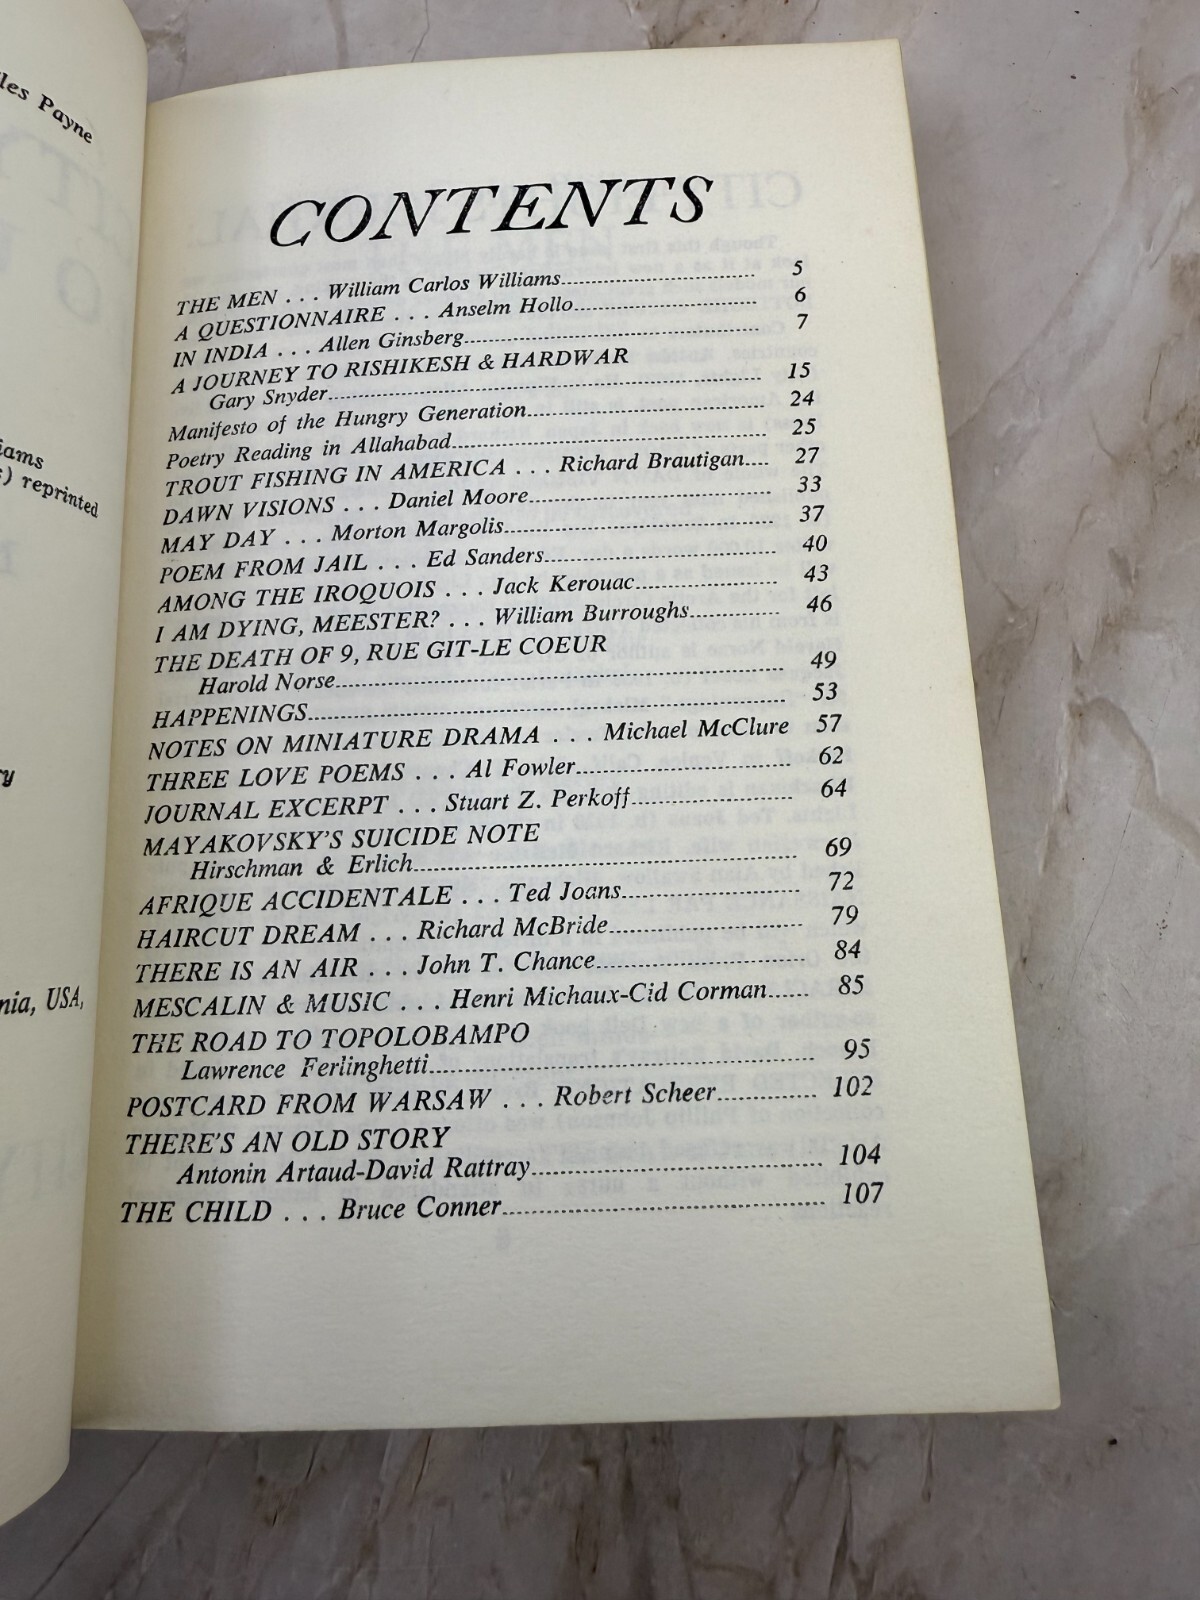 les Payne
iams
s) reprinted
ry
nia, USA,
CONTENTS
THE MEN . . . William Carlos Williams 5
A QUESTIONNAIRE . . . Anselm Hollo 6
IN INDIA . . . Allen Ginsberg 7
A JOURNEY TO RISHIKESH & HARDWAR
Gary Snyder 15
Manifesto of the Hungry Generation 24
Poetry Reading in Allahabad 25
TROUT FISHING IN AMERICA . . . Richard Brautigan 27
DAWN VISIONS . . . Daniel Moore 33
MAY DAY . . . Morton Margolis 37
POEM FROM JAIL . . . Ed Sanders 40
AMONG THE IROQUOIS . . . Jack Kerouac 43
I AM DYING, MEESTER? . . . William Burroughs 46
THE DEATH OF 9, RUE GIT-LE COEUR
Harold Norse 49
HAPPENINGS 53
NOTES ON MINIATURE DRAMA . . . Michael McClure 57
THREE LOVE POEMS . . . Al Fowler 62
JOURNAL EXCERPT . . . Stuart Z. Perkoff 64
MAYAKOVSKY'S SUICIDE NOTE
Hirschman & Erlich 69
AFRIQUE ACCIDENTALE . . . Ted Joans 72
HAIRCUT DREAM . . . Richard McBride 79
THERE IS AN AIR . . . John T. Chance 84
MESCALIN & MUSIC . . . Henri Michaux-Cid Corman 85
THE ROAD TO TOPOLOBAMPO
Lawrence Ferlinghetti 95
POSTCARD FROM WARSAW . . . Robert Scheer 102
THERE'S AN OLD STORY
Antonin Artaud-David Rattray 104
THE CHILD . . . Bruce Conner 107